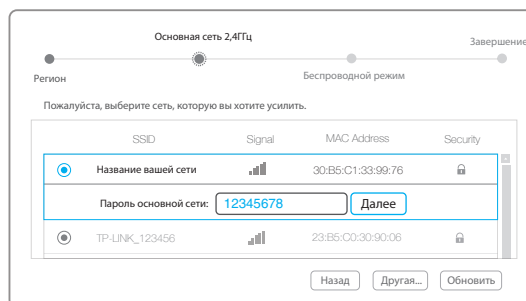 Основная сеть 2,4ГГц
Завершение
Регион
Беспроводной режим
Пожалуйста, выберите сеть, которую вы хотите усилить.
SSID Signal MAC Address Security
Название вашей сети 30:B5:C1:33:99:76
Пароль основной сети: 12345678 Далее
TP-LINK_123456 23:B5:C0:30:90:06
Назад Другая... Обновить